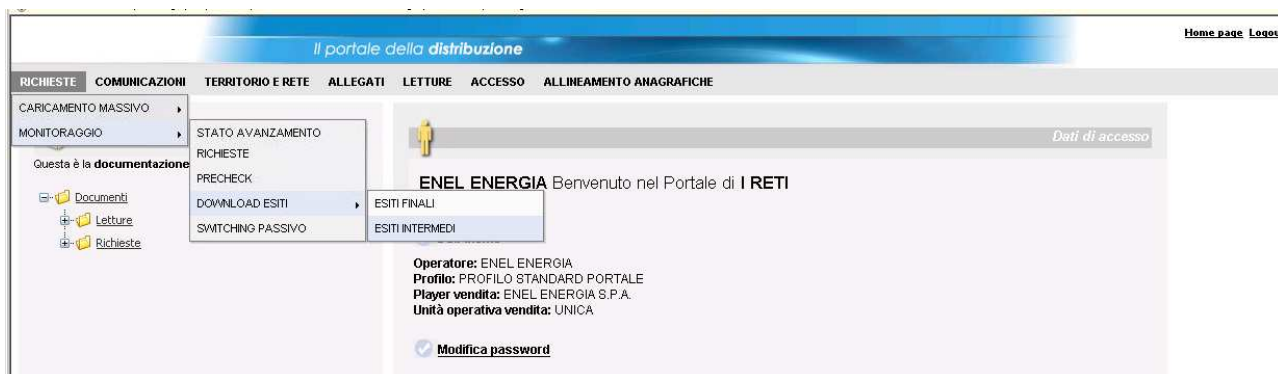 Home page Logou
Il portale della distribuzione
RICHIESTE COMUNICAZIONI TERRITORIO E RETE ALLEGATI LETTURE ACCESSO ALLINEAMENTO ANAGRAFICHE
CARICAMENTO MASSIVO
MONITORAGGIO
STATO AVANZAMENTO
RICHIESTE
PRECHECK
DOWNLOAD ESITI
SWITCHING PASSIVO
ESITI FINALI
ESITI INTERMEDI
Questa è la documentazione
Documenti
Letture
Richieste
Dati di accesso
ENEL ENERGIA Benvenuto nel Portale di I RETI
Operatore: ENEL ENERGIA
Profilo: PROFILO STANDARD PORTALE
Player vendita: ENEL ENERGIA S.P.A.
Unità operativa vendita: UNICA
Modifica password